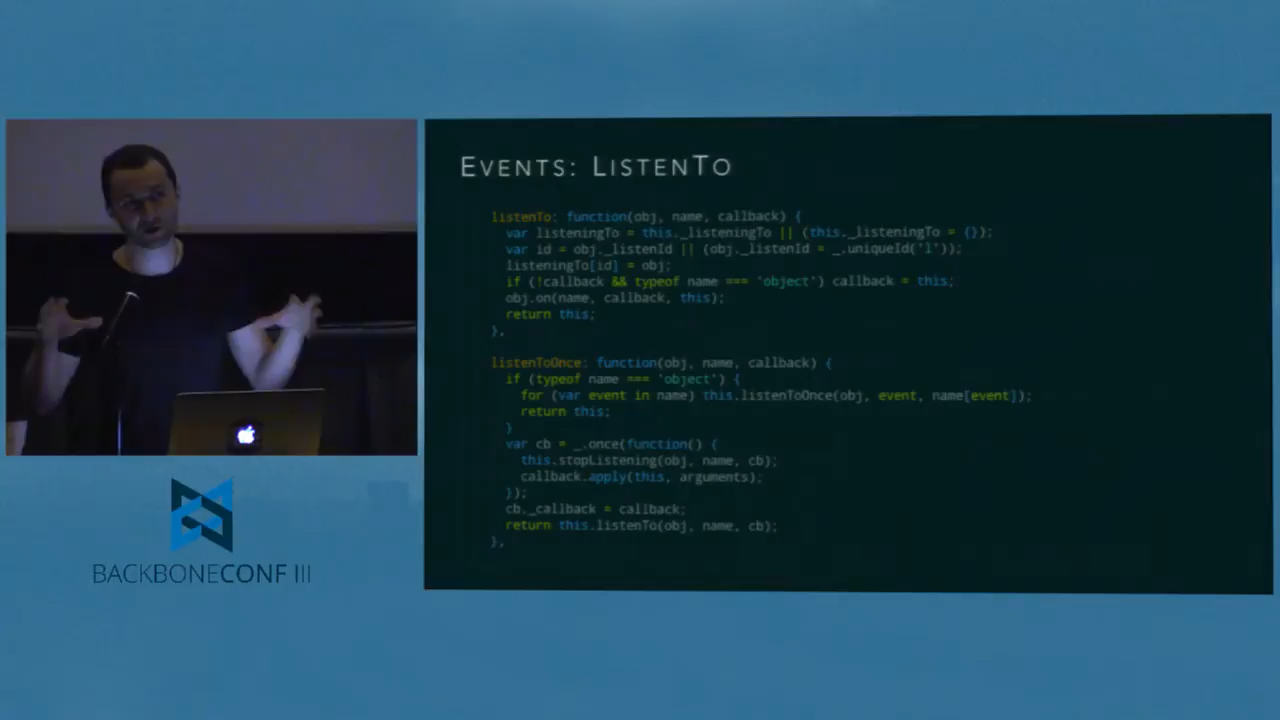 EVENTS: LISTENTO
listenTo: function(obj, name, callback) {
var listeningTo = this._listeningTo || (this._listeningTo = {});
var id = obj._listenId || (obj._listenId = _.uniqueId('l'));
listeningTo[id] = obj;
if (!callback && typeof name === 'object') callback = this;
obj.on(name, callback, this);
return this;
},
listenToOnce: function(obj, name, callback) {
if (typeof name === 'object') {
for (var event in name) this.listenToOnce(obj, event, name[event]);
return this;
}
var cb = _.once(function() {
this.stopListening(obj, name, cb);
callback.apply(this, arguments);
});
cb._callback = callback;
return this.listenTo(obj, name, cb);
},
BACKBONECONF III